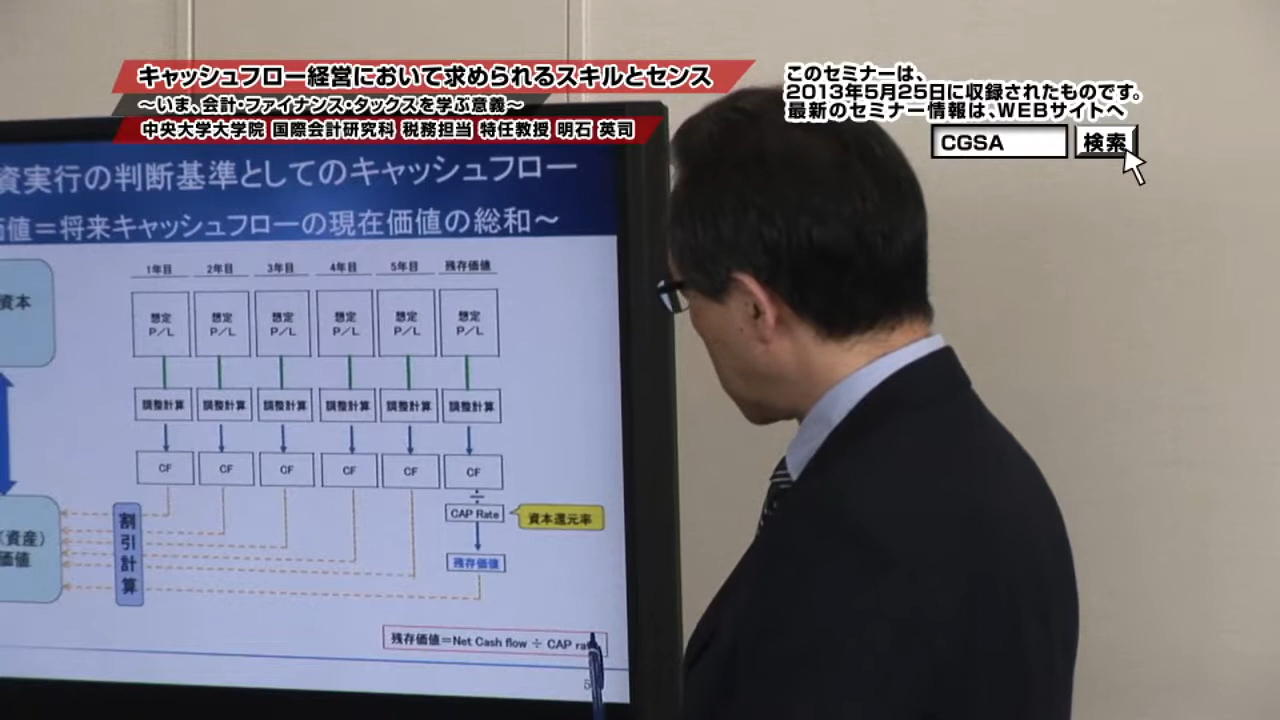 キャッシュフロー経営において求められるスキルとセンス
～いま、会計・ファイナンス・タックスを学ぶ意義～
中央大学大学院 国際会計研究科 税務担当 特任教授 明石 英司
このセミナーは、
2013年5月25日に収録されたものです。
最新のセミナー情報は、WEBサイトへ
CGSA 検索
資実行の判断基準としてのキャッシュフロー
価値＝将来キャッシュフローの現在価値の総和～
1年目 2年目 3年目 4年目 5年目 残存価値
資本
想定 想定 想定 想定 想定 想定
P／L P／L P／L P／L P／L P／L
調整計算 調整計算 調整計算 調整計算 調整計算 調整計算
CF CF CF CF CF CF
÷
CAP Rate 資本還元率
割引計算
（資産）
価値
残存価値
残存価値＝Net Cash flow ÷ CAP ra
5